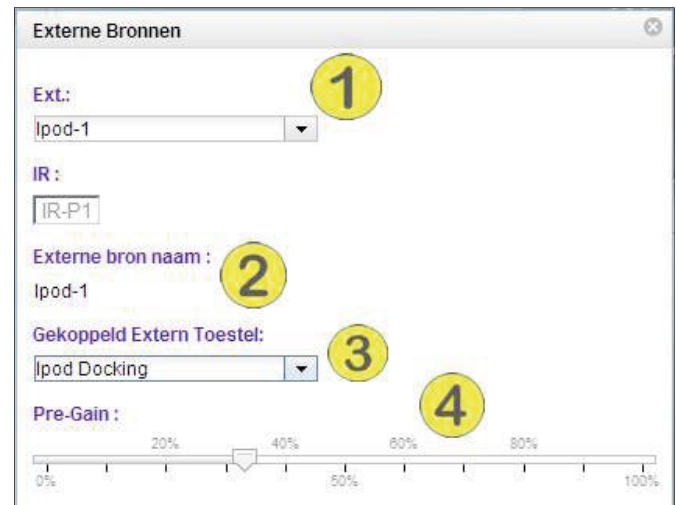 Externe Bronnen
1
Ext.:
Ipod-1
IR :
IR-P1
Externe bron naam :
2
Ipod-1
Gekoppeld Extern Toestel:
3
Ipod Docking
4
Pre-Gain :
20% 40% 60% 80%
0% 50% 100%